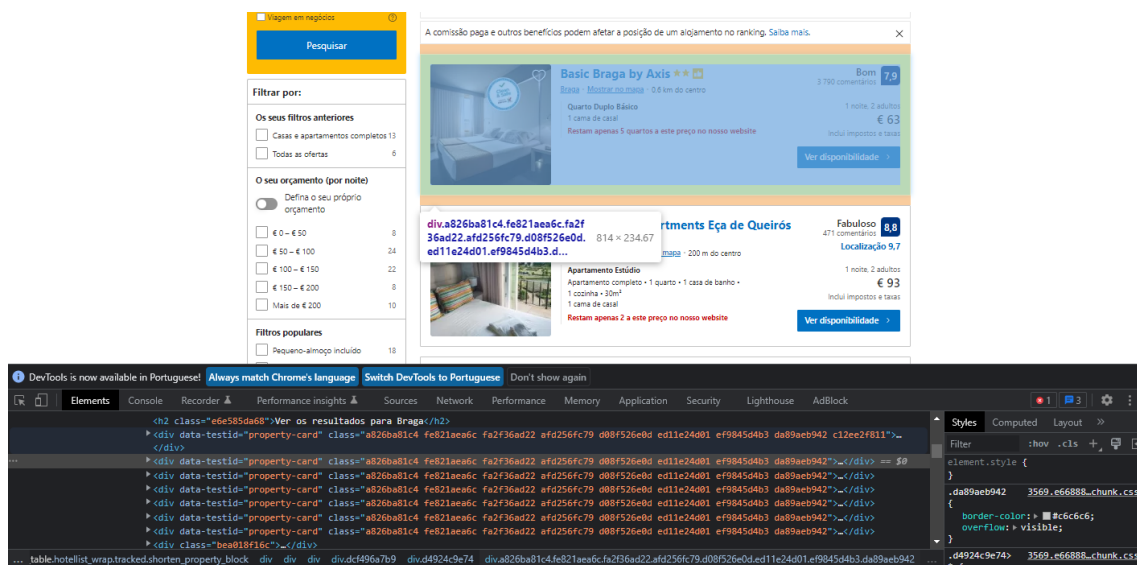 Viagem em negócios
Pesquisar
A comissão paga e outros benefícios podem afetar a posição de um alojamento no ranking. Saiba mais.
Filtrar por:
Os seus filtros anteriores
Casas e apartamentos completos 13
Todas as ofertas 6
O seu orçamento (por noite)
Defina o seu próprio
orçamento
€ 0 – € 50 8
€ 50 – € 100 24
€ 100 – € 150 22
€ 150 – € 200 8
Mais de € 200 10
Filtros populares
Pequeno-almoço incluído 18
Basic Braga by Axis
Bom 7,9
3 790 comentários
Braga · Mostrar no mapa · 0.6 km do centro
Quarto Duplo Básico
1 cama de casal
Restam apenas 5 quartos a este preço no nosso website
1 noite, 2 adultos
€ 63
Inclui impostos e taxas
Ver disponibilidade
div.a826ba81c4.fe821aea6c.fa2f
36ad22.afd256fc79.d08f526e0d.
ed11e24d01.ef9845d4b3.d...
814 × 234.67
rtments Eça de Queirós
Fabuloso 8,8
471 comentários
mapa · 200 m do centro
Localização 9,7
Apartamento Estúdio
Apartamento completo • 1 quarto • 1 casa de banho •
1 cozinha • 30m²
1 cama de casal
Restam apenas 2 a este preço no nosso website
1 noite, 2 adultos
€ 93
Inclui impostos e taxas
Ver disponibilidade
DevTools is now available in Portuguese! Always match Chrome's language Switch DevTools to Portuguese Don't show again
Elements Console Recorder Performance insights Sources Network Performance Memory Application Security Lighthouse AdBlock 1 3
<h2 class="e6e585da68">Ver os resultados para Braga</h2>
<div data-testid="property-card" class="a826ba81c4 fe821aea6c fa2f36ad22 afd256fc79 d08f526e0d ed11e24d01 ef9845d4b3 da89aeb942 c12ee2f811">…
</div>
<div data-testid="property-card" class="a826ba81c4 fe821aea6c fa2f36ad22 afd256fc79 d08f526e0d ed11e24d01 ef9845d4b3 da89aeb942">…</div> == $0
<div data-testid="property-card" class="a826ba81c4 fe821aea6c fa2f36ad22 afd256fc79 d08f526e0d ed11e24d01 ef9845d4b3 da89aeb942">…</div>
<div data-testid="property-card" class="a826ba81c4 fe821aea6c fa2f36ad22 afd256fc79 d08f526e0d ed11e24d01 ef9845d4b3 da89aeb942">…</div>
<div data-testid="property-card" class="a826ba81c4 fe821aea6c fa2f36ad22 afd256fc79 d08f526e0d ed11e24d01 ef9845d4b3 da89aeb942">…</div>
<div data-testid="property-card" class="a826ba81c4 fe821aea6c fa2f36ad22 afd256fc79 d08f526e0d ed11e24d01 ef9845d4b3 da89aeb942">…</div>
<div data-testid="property-card" class="a826ba81c4 fe821aea6c fa2f36ad22 afd256fc79 d08f526e0d ed11e24d01 ef9845d4b3 da89aeb942">…</div>
<div class="bea018f16c">…</div>
... table.hotellist_wrap.tracked.shorten_property_block div div div div.dcf496a7b9 div.d4924c9e74 div.a826ba81c4.fe821aea6c.fa2f36ad22.afd256fc79.d08f526e0d.ed11e24d01.ef9845d4b3.da89aeb942 ...
Styles Computed Layout
Filter :hov .cls
element.style {
}
.da89aeb942 3569.e66888…chunk.css
{
border-color: #c6c6c6;
overflow: visible;
}
.d4924c9e74> 3569.e66888…chunk.css